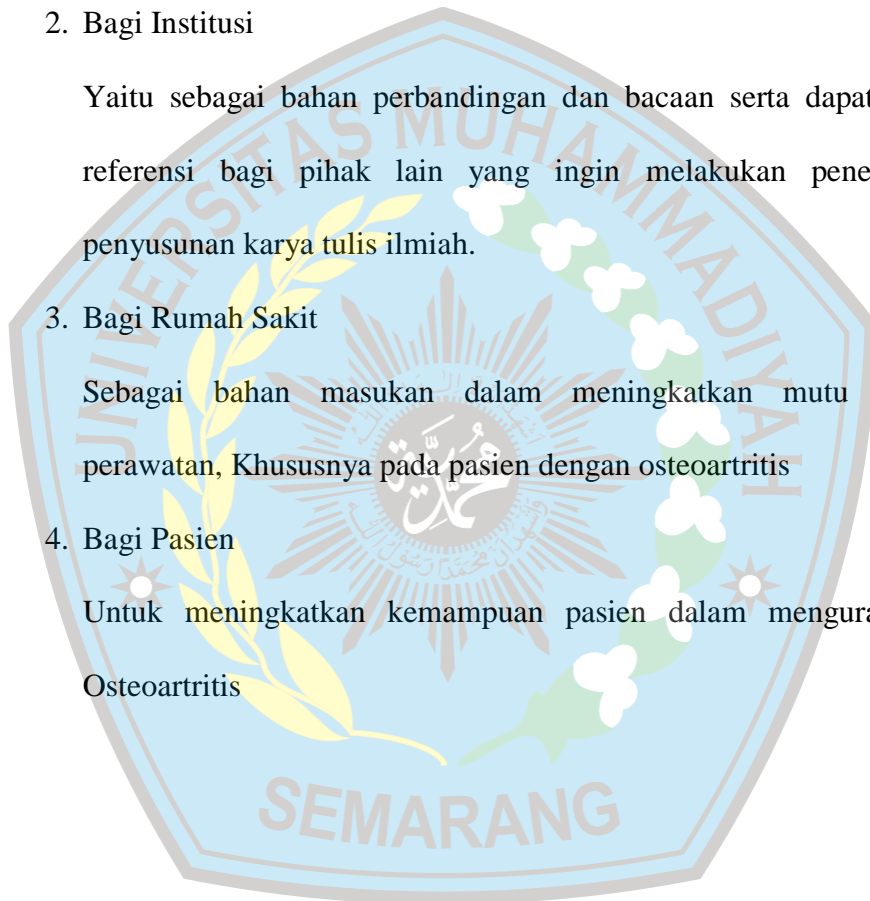 2. Bagi Institusi
Yaitu sebagai bahan perbandingan dan bacaan serta dapat
referensi bagi pihak lain yang ingin melakukan pene
penyusunan karya tulis ilmiah.
3. Bagi Rumah Sakit
Sebagai bahan masukan dalam meningkatkan mutu
perawatan, Khususnya pada pasien dengan osteoartritis
4. Bagi Pasien
Untuk meningkatkan kemampuan pasien dalam mengura
Osteoartritis
UNIVERSITAS MUHAMMADIYAH
SEMARANG
محمدية